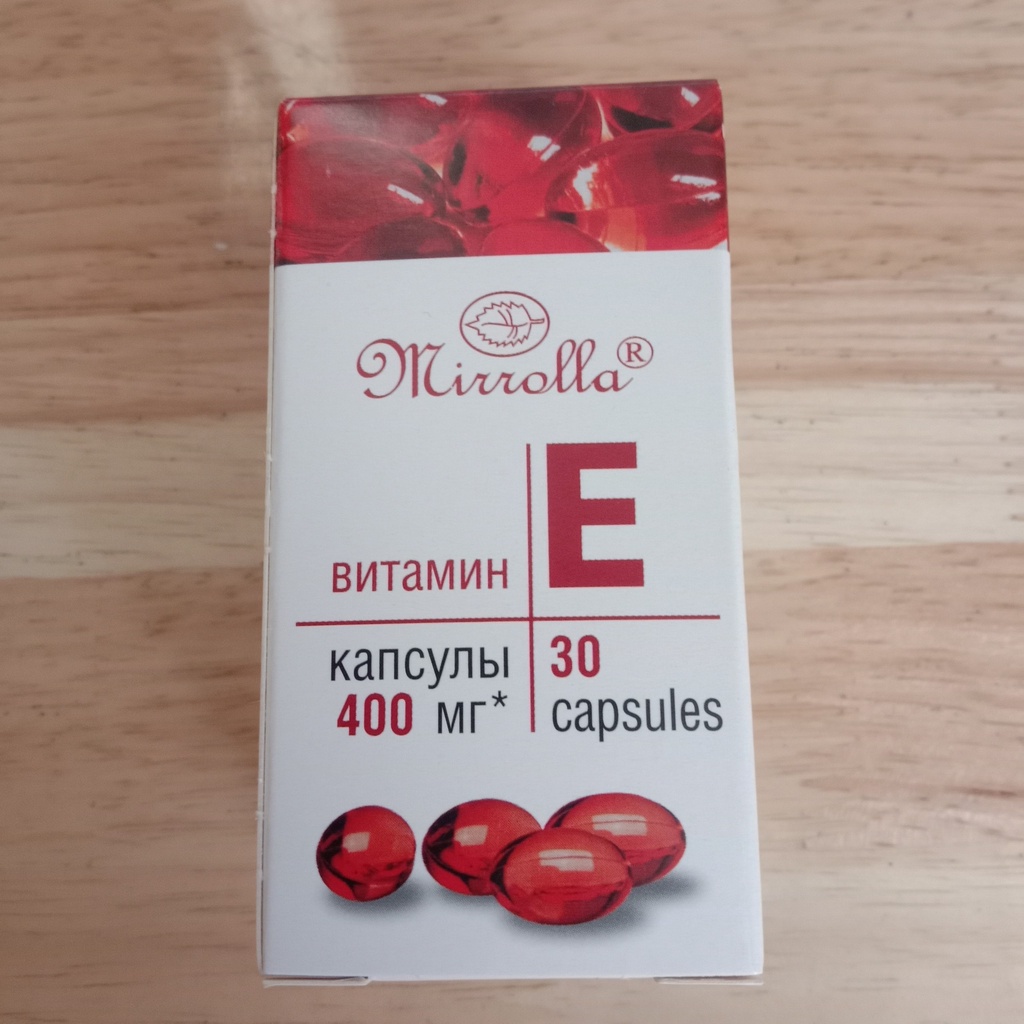 Mirrolla®
витамин E
капсулы
400 мг*
30
capsules